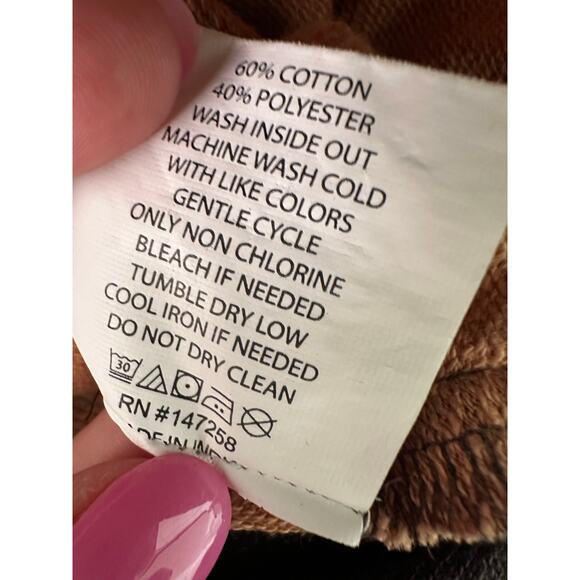 60% COTTON
40% POLYESTER
WASH INSIDE OUT
MACHINE WASH COLD
WITH LIKE COLORS
GENTLE CYCLE
ONLY NON CHLORINE
BLEACH IF NEEDED
TUMBLE DRY LOW
COOL IRON IF NEEDED
DO NOT DRY CLEAN
30
RN #147258